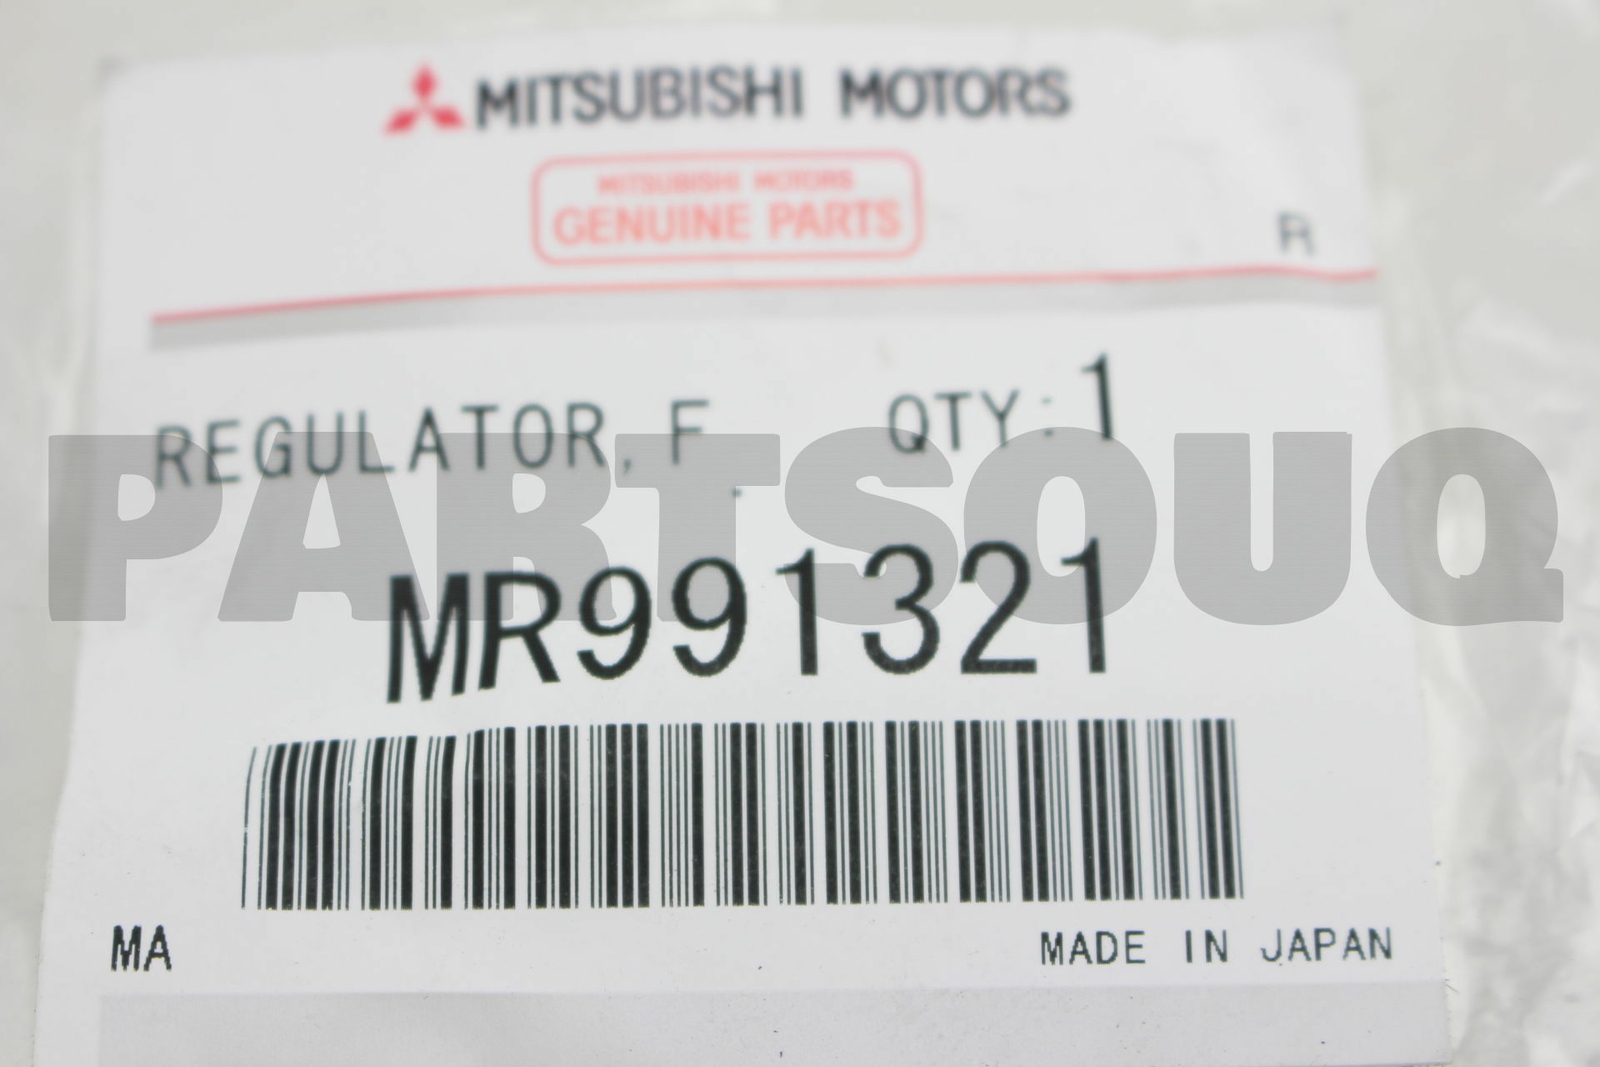 MITSUBISHI MOTORS
MITSUBISHI MOTORS
GENUINE PARTS
R
REGULATOR, F QTY:1
PARTSOUQ
MR991321
MA MADE IN JAPAN